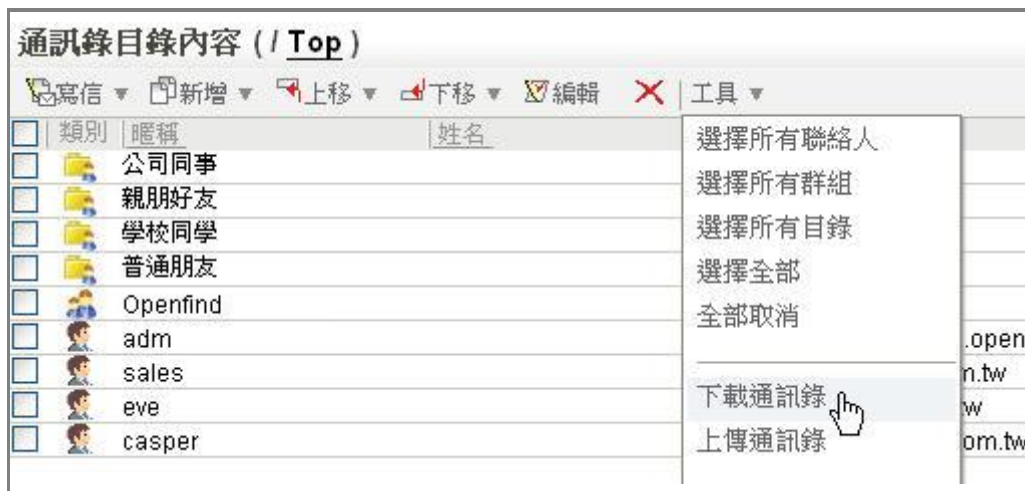 通訊錄目錄內容 ( / Top )
寫信 ▼ 新增 ▼ 上移 ▼ 下移 ▼ 編輯 工具 ▼
類別 暱稱 姓名
選擇所有聯絡人
選擇所有群組
選擇所有目錄
選擇全部
全部取消
下載通訊錄
上傳通訊錄
公司同事
親朋好友
學校同學
普通朋友
Openfind
adm .open
sales n.tw
eve w
casper om.tw